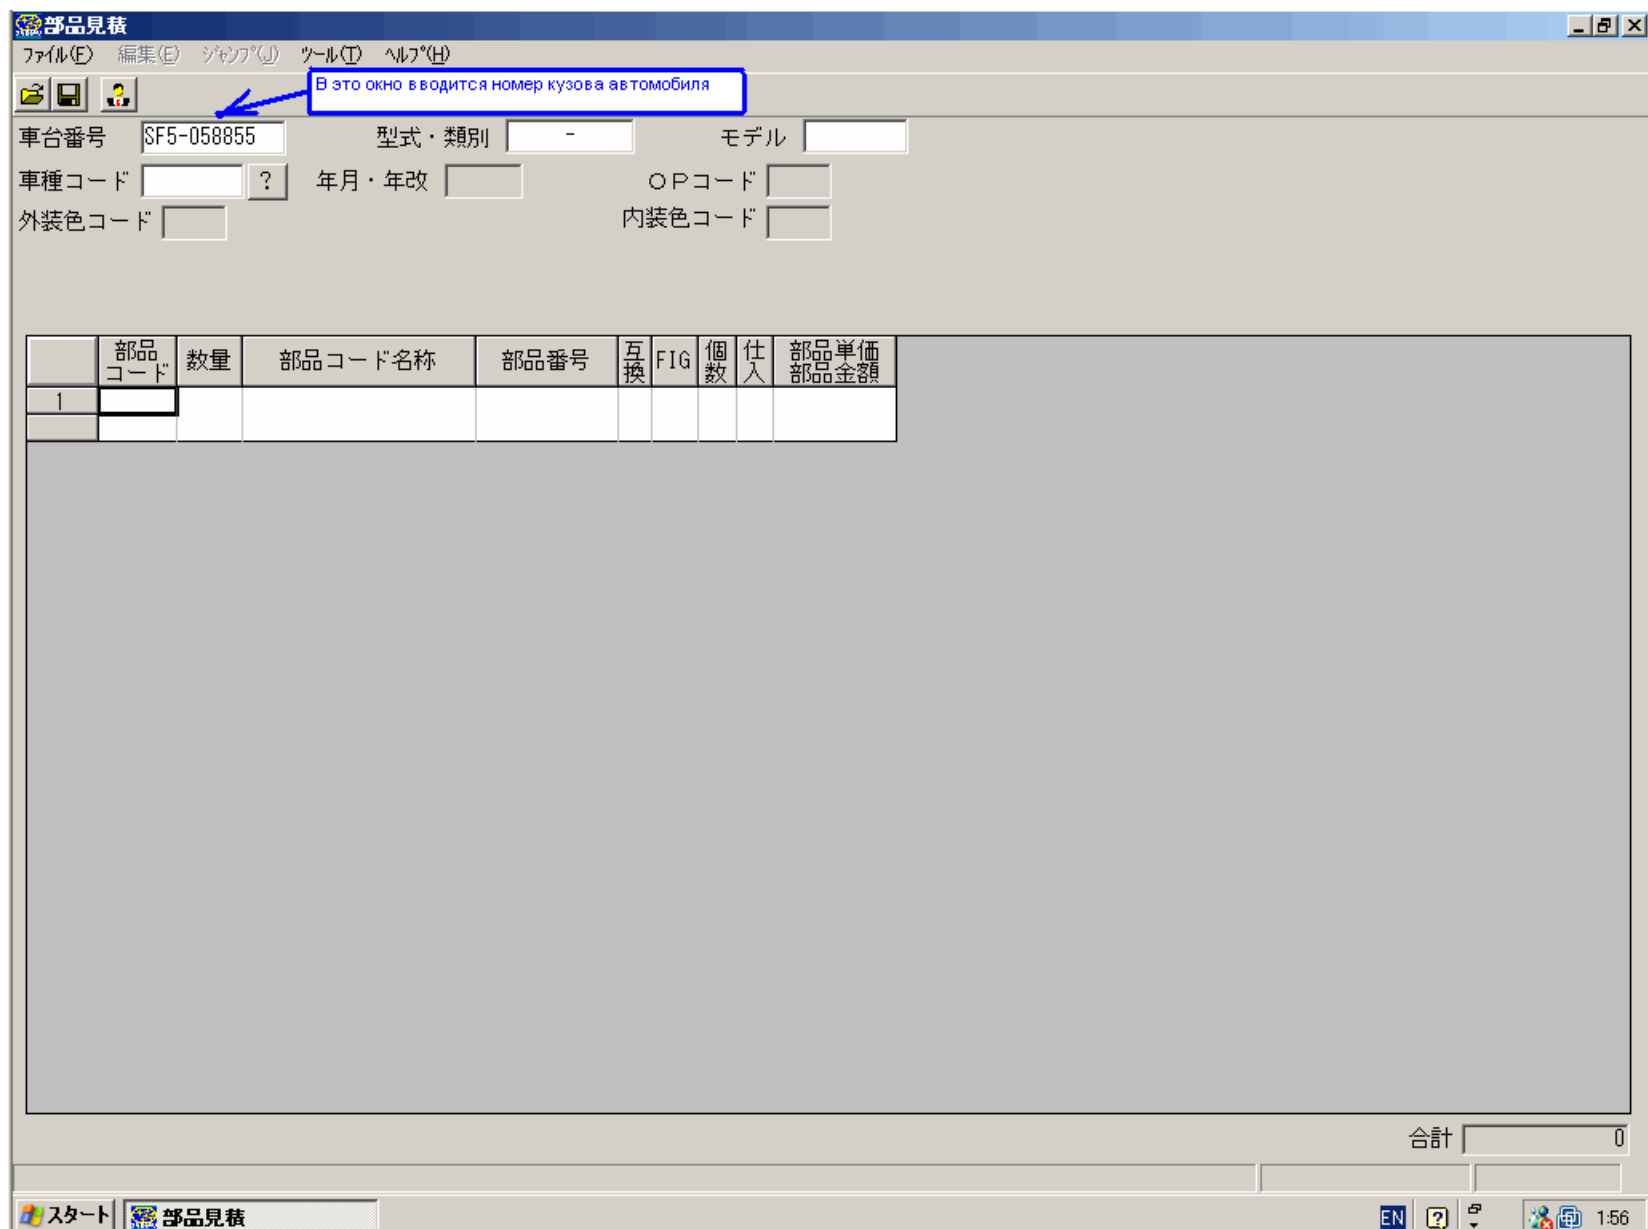 部品見積
ファイル(F) 編集(E) ジャンプ(J) ツール(T) ヘルプ(H)
В это окно вводится номер кузова автомобиля
車台番号 SF5-058855 型式・類別 - モデル
車種コード ? 年月・年改 OPコード
外装色コード 内装色コード
部品コード 数量 部品コード名称 部品番号 互換 FIG 個数 仕入 部品単価 部品金額
1
合計 0
スタート 部品見積 EN 1:56